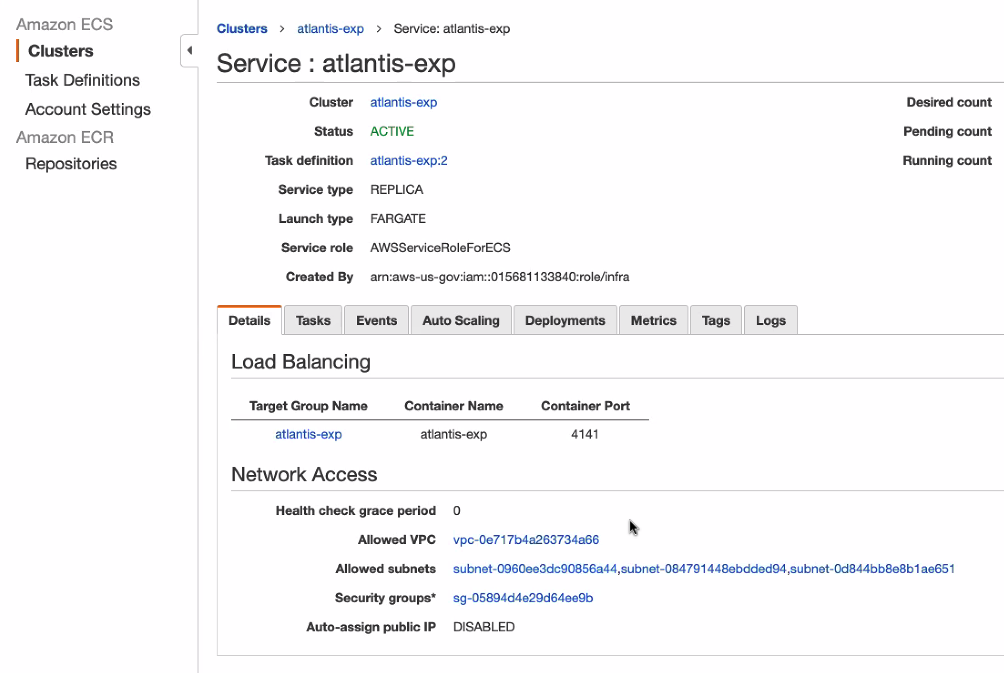 Amazon ECS
Clusters
Task Definitions
Account Settings
Amazon ECR
Repositories
Clusters > atlantis-exp > Service: atlantis-exp
Service : atlantis-exp
Cluster atlantis-exp Desired count
Status ACTIVE Pending count
Task definition atlantis-exp:2 Running count
Service type REPLICA
Launch type FARGATE
Service role AWSServiceRoleForECS
Created By arn:aws-us-gov:iam::015681133840:role/infra
Details Tasks Events Auto Scaling Deployments Metrics Tags Logs
Load Balancing
Target Group Name Container Name Container Port
atlantis-exp atlantis-exp 4141
Network Access
Health check grace period 0
Allowed VPC vpc-0e717b4a263734a66
Allowed subnets subnet-0960ee3dc90856a44,subnet-084791448ebdded94,subnet-0d844bb8e8b1ae651
Security groups* sg-05894d4e29d64ee9b
Auto-assign public IP DISABLED